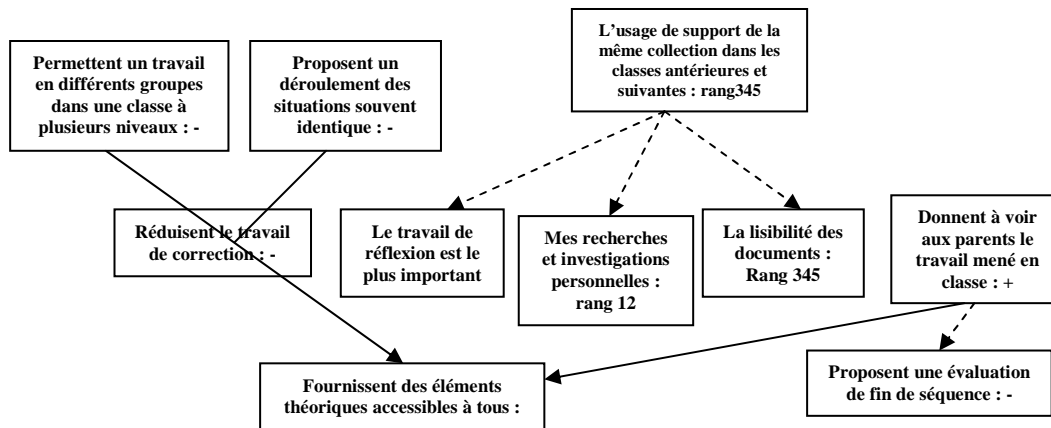 Permettent un travail
en différents groupes
dans une classe à
plusieurs niveaux : -
Proposent un
déroulement des
situations souvent
identique : -
L'usage de support de la
même collection dans les
classes antérieures et
suivantes : rang345
Réduisent le travail
de correction : -
Le travail de
réflexion est le
plus important
Mes recherches
et investigations
personnelles :
rang 12
La lisibilité des
documents :
Rang 345
Donnent à voir
aux parents le
travail mené en
classe : +
Fournissent des éléments
théoriques accessibles à tous :
Proposent une évaluation
de fin de séquence : -